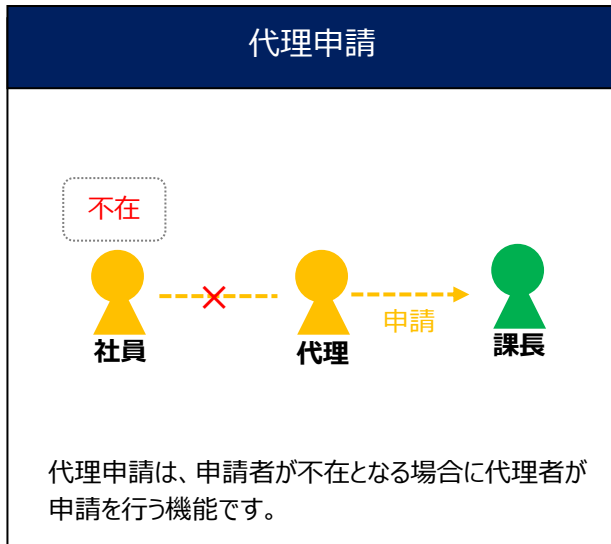 代理申請
不在
申請
社員
代理
課長
代理申請は、申請者が不在となる場合に代理者が
申請を行う機能です。